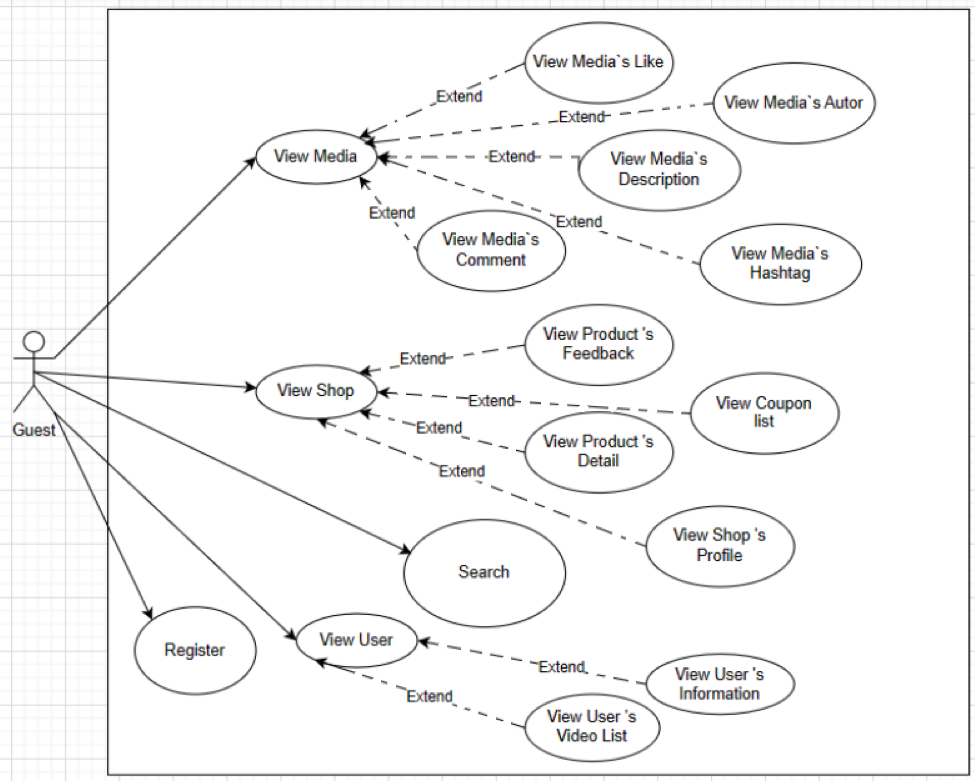 View Media`s Like
Extend
View Media`s Autor
Extend
View Media
Extend
View Media`s
Description
Extend
Extend
View Media`s
Comment
View Media`s
Hashtag
View Product 's
Feedback
Extend
View Shop
Extend
View Coupon
list
Guest
Extend
View Product 's
Detail
Extend
View Shop 's
Profile
Search
Register
View User
Extend
View User 's
Information
Extend
View User 's
Video List